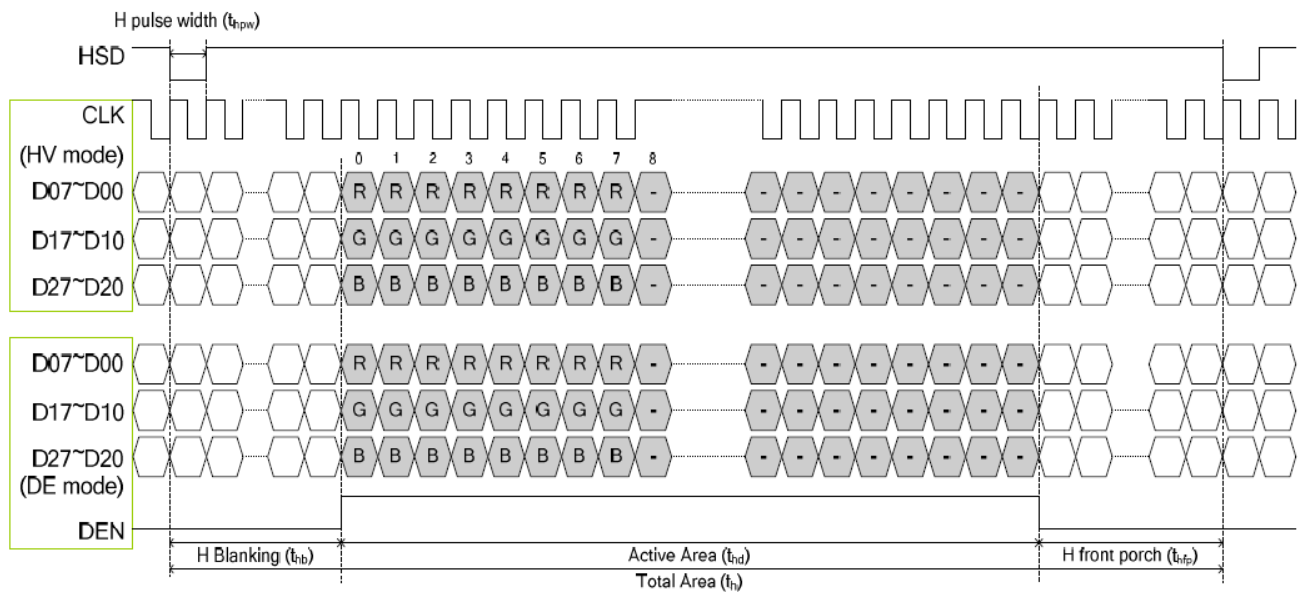 H pulse width (thpw)
HSD
CLK
(HV mode)
0 1 2 3 4 5 6 7 8
D07~D00 R R R R R R R R - - - - - - - - -
D17~D10 G G G G G G G G - - - - - - - - -
D27~D20 B B B B B B B B - - - - - - - - -
D07~D00 R R R R R R R R - - - - - - - - -
D17~D10 G G G G G G G G - - - - - - - - -
D27~D20 B B B B B B B B - - - - - - - - -
(DE mode)
DEN
H Blanking (thb) Active Area (thd) H front porch (thfp)
Total Area (th)